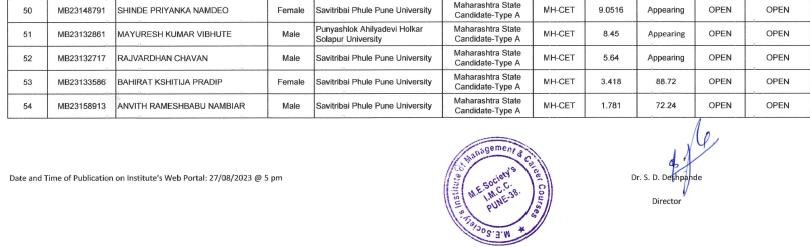 50 MB23148791 SHINDE PRIYANKA NAMDEO Female Savitribai Phule Pune University Maharashtra State Candidate-Type A MH-CET 9.0516 Appearing OPEN OPEN
51 MB23132861 MAYURESH KUMAR VIBHUTE Male Punyashlok Ahilyadevi Holkar Solapur University Maharashtra State Candidate-Type A MH-CET 8.45 Appearing OPEN OPEN
52 MB23132717 RAJVARDHAN CHAVAN Male Savitribai Phule Pune University Maharashtra State Candidate-Type A MH-CET 5.64 Appearing OPEN OPEN
53 MB23133586 BAHIRAT KSHITIJA PRADIP Female Savitribai Phule Pune University Maharashtra State Candidate-Type A MH-CET 3.418 88.72 OPEN OPEN
54 MB23158913 ANVITH RAMESHBABU NAMBIAR Male Savitribai Phule Pune University Maharashtra State Candidate-Type A MH-CET 1.781 72.24 OPEN OPEN
Date and Time of Publication on Institute's Web Portal: 27/08/2023 @ 5 pm
M.E.Society's Institute of Management & Career Courses
M.E.Society's
I.M.C.C.
PUNE-38.
Dr. S. D. Deshpande
Director